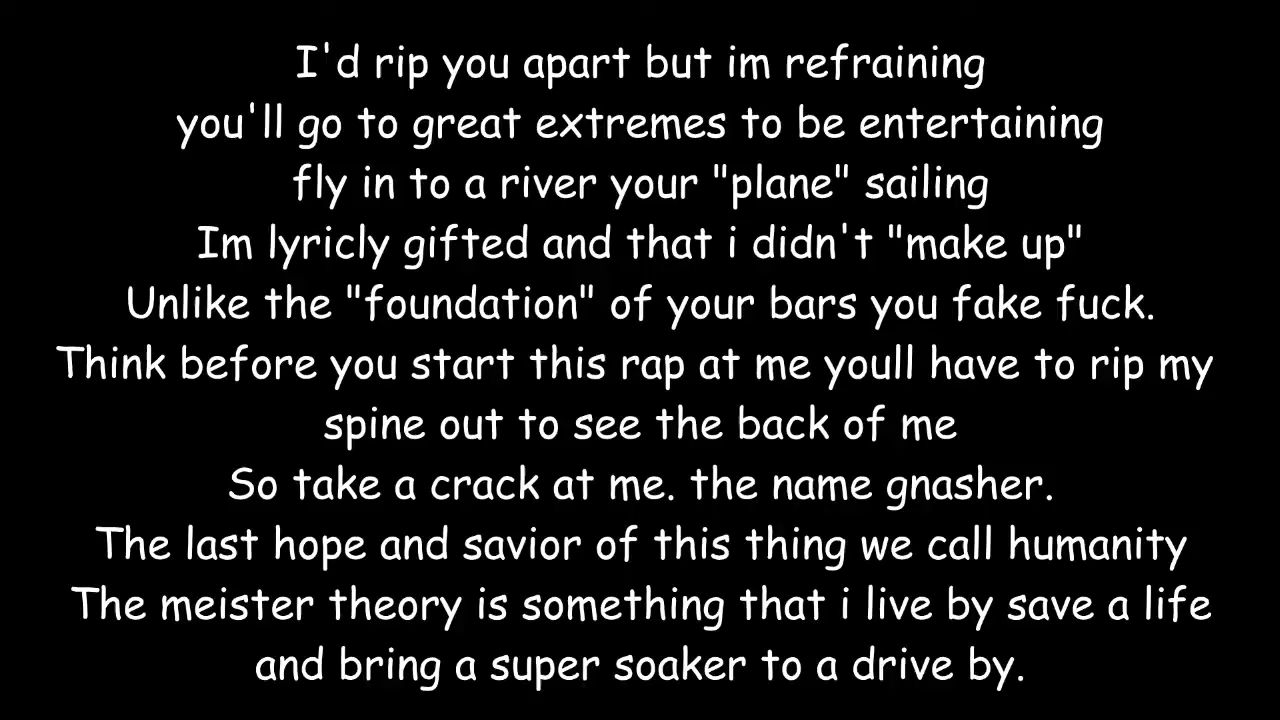 I'd rip you apart but im refraining
you'll go to great extremes to be entertaining
fly in to a river your "plane" sailing
Im lyricly gifted and that i didn't "make up"
Unlike the "foundation" of your bars you fake fuck.
Think before you start this rap at me youll have to rip my
spine out to see the back of me
So take a crack at me. the name gnasher.
The last hope and savior of this thing we call humanity
The meister theory is something that i live by save a life
and bring a super soaker to a drive by.